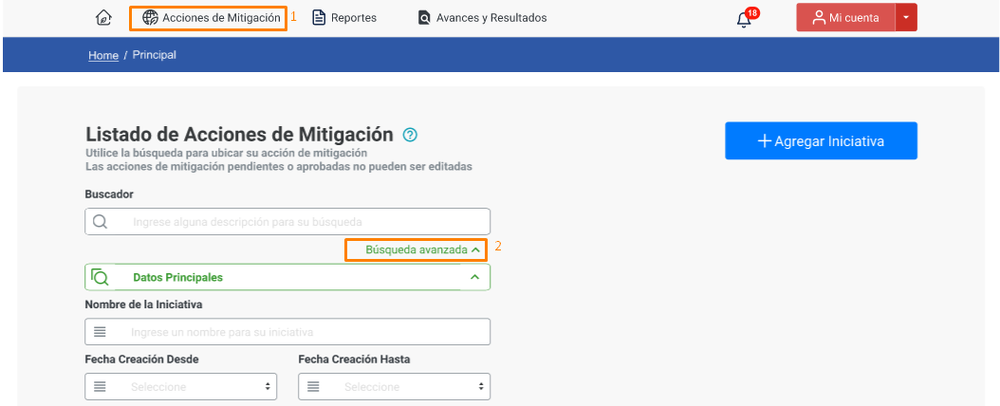 Acciones de Mitigación 1 Reportes Avances y Resultados 18 Mi cuenta
Home / Principal
Listado de Acciones de Mitigación ?
+ Agregar Iniciativa
Utilice la búsqueda para ubicar su acción de mitigación
Las acciones de mitigación pendientes o aprobadas no pueden ser editadas
Buscador
Ingrese alguna descripción para su búsqueda
Búsqueda avanzada 2
Datos Principales
Nombre de la Iniciativa
Ingrese un nombre para su iniciativa
Fecha Creación Desde Fecha Creación Hasta
Seleccione Seleccione